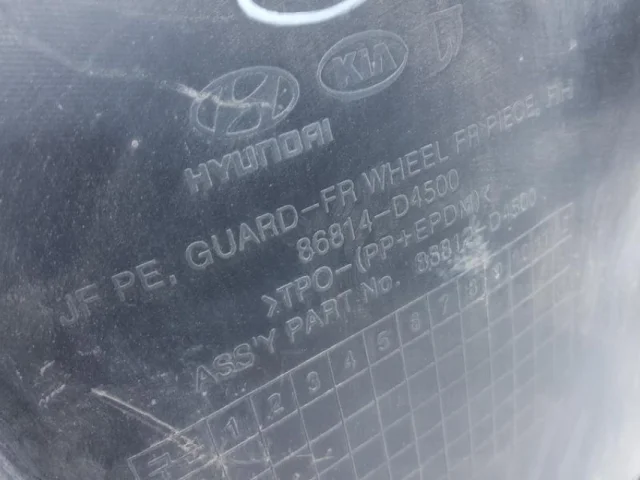 KIA
HYUNDAI
JF PE, GUARD-FR WHEEL FR PIECE, RH
86814-D4500
>TPO-(PP+EPDM)<
ASS'Y PART No. 86812-D4500
1 2 3 4 5 6 7 8 9 10 11 12